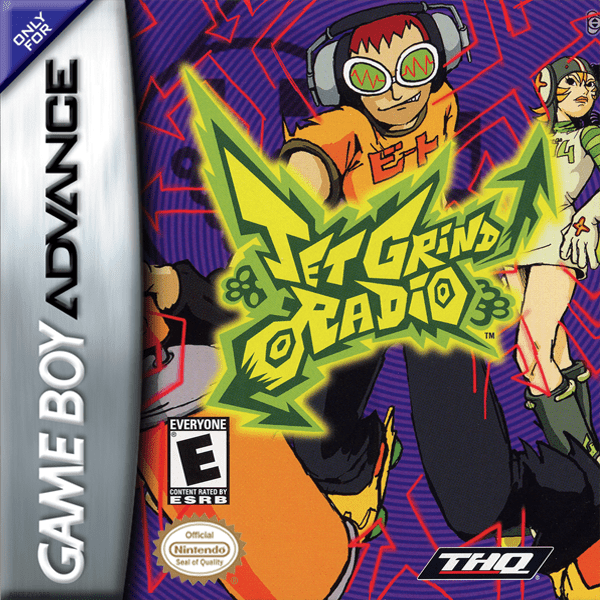 ONLY
FOR
GAME BOY ADVANCE
ビート
4
JET GRIND
RADIO
TM
EVERYONE
E
®
CONTENT RATED BY
ESRB
Official
Nintendo
Seal of Quality
®
THQ